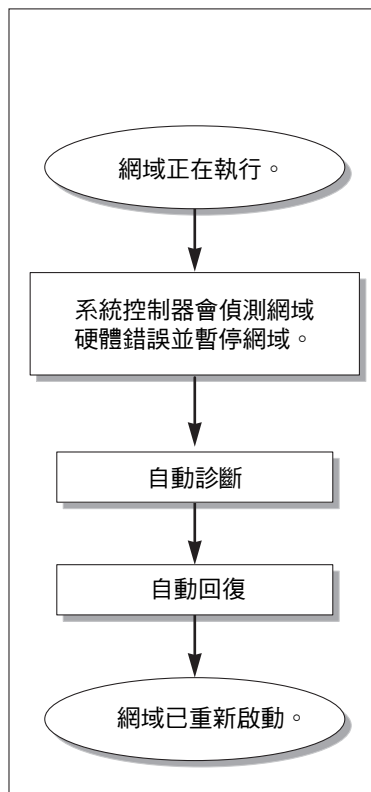 網域正在執行。
系統控制器會偵測網域
硬體錯誤並暫停網域。
自動診斷
自動回復
網域已重新啟動。